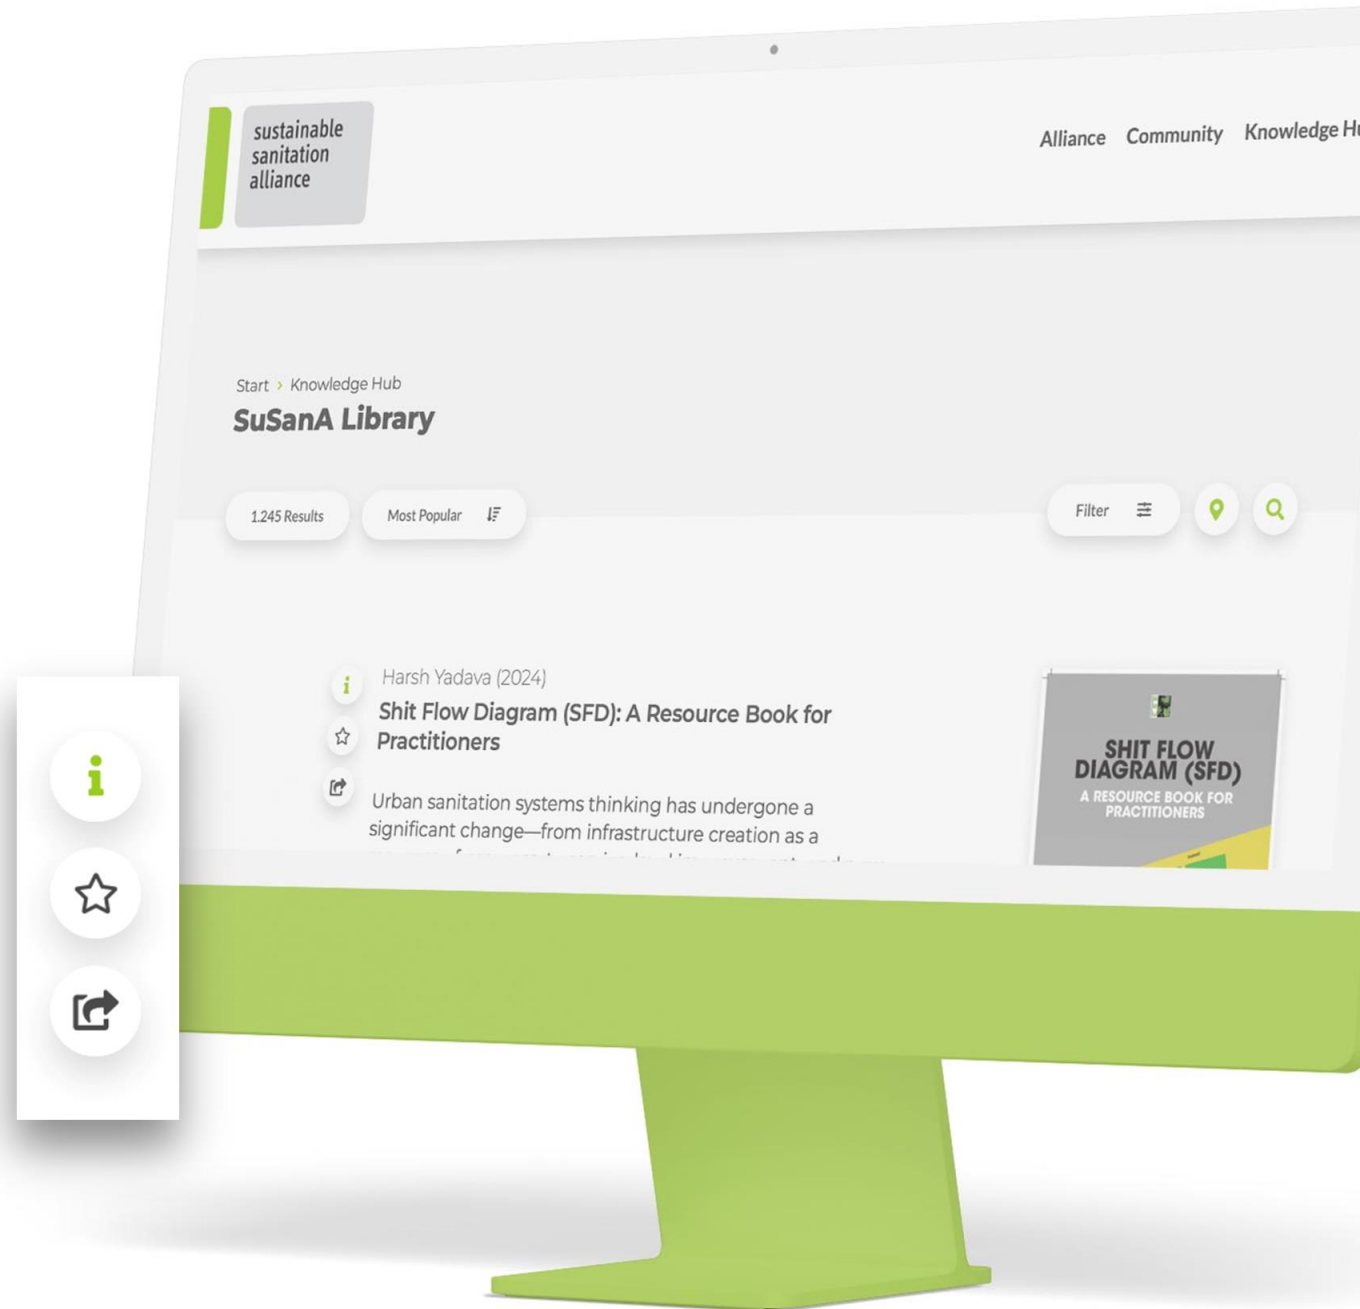 sustainable
sanitation
alliance
Alliance Community Knowledge
Start › Knowledge Hub
SuSanA Library
1.245 Results
Most Popular
Filter
Harsh Yadava (2024)
Shit Flow Diagram (SFD): A Resource Book for
Practitioners
Urban sanitation systems thinking has undergone a
significant change—from infrastructure creation as a
SHIT FLOW
DIAGRAM (SFD)
A RESOURCE BOOK FOR
PRACTITIONERS